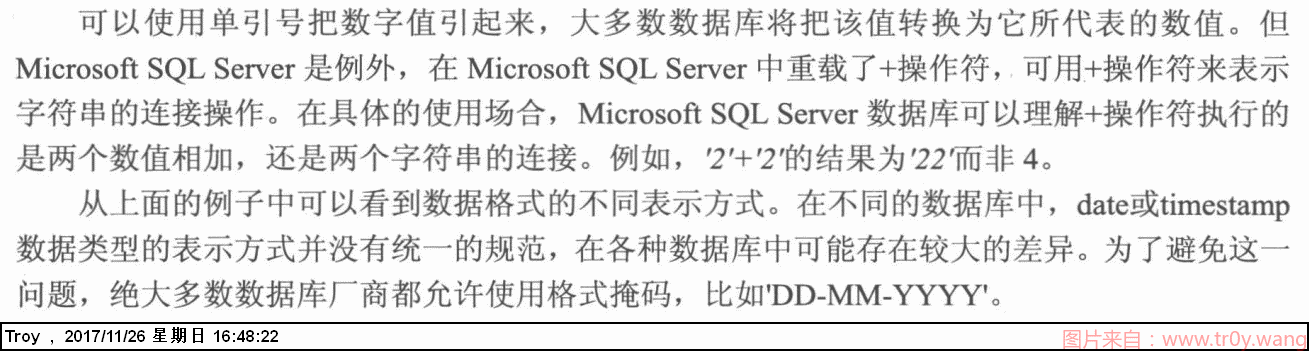 可以使用单引号把数字值引起来，大多数数据库将把该值转换为它所代表的数值。但
Microsoft SQL Server 是例外，在 Microsoft SQL Server 中重载了+操作符，可用+操作符来表示
字符串的连接操作。在具体的使用场合，Microsoft SQL Server 数据库可以理解+操作符执行的
是两个数值相加，还是两个字符串的连接。例如，'2'+'2'的结果为'22'而非 4。
从上面的例子中可以看到数据格式的不同表示方式。在不同的数据库中，date或timestamp
数据类型的表示方式并没有统一的规范，在各种数据库中可能存在较大的差异。为了避免这一
问题，绝大多数数据库厂商都允许使用格式掩码，比如'DD-MM-YYYY'。
Troy , 2017/11/26 星期日 16:48:22
图片来自：www.tr0y.wang